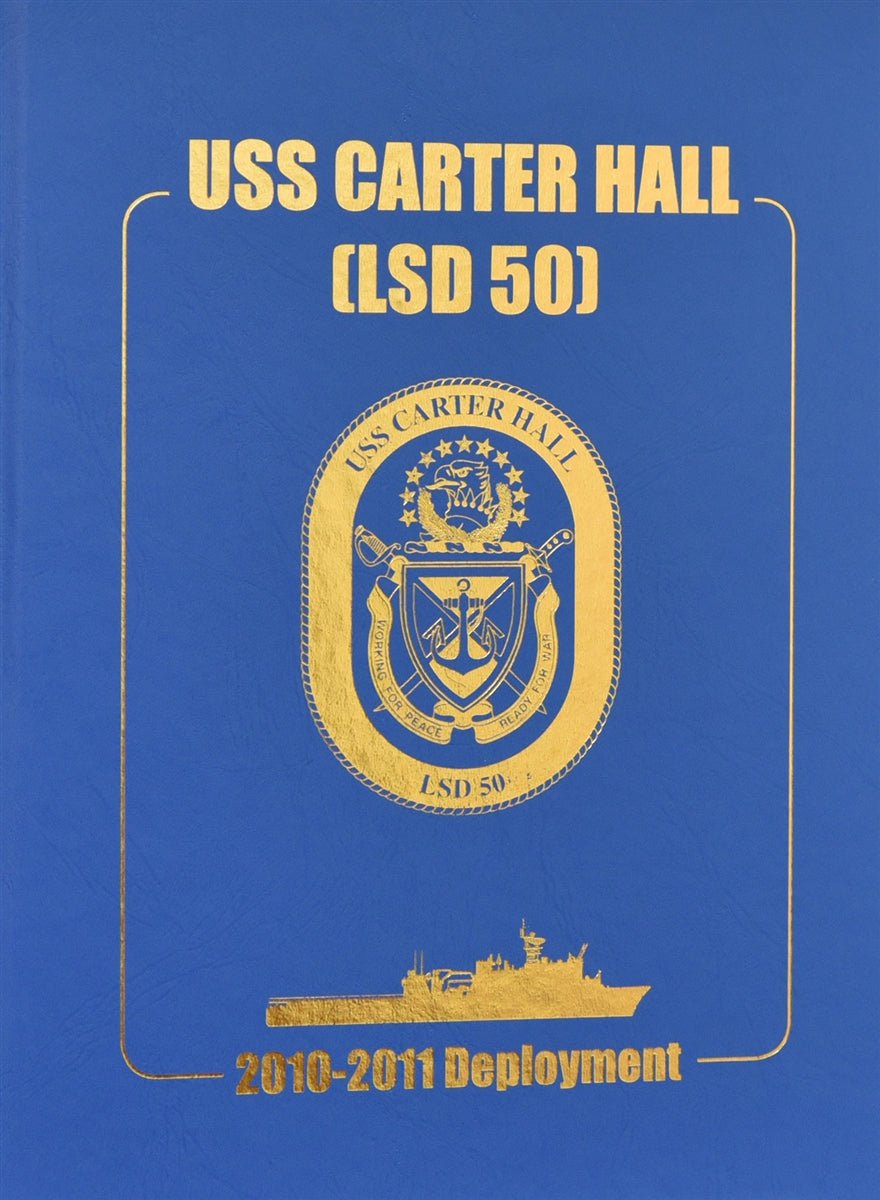 USS CARTER HALL
(LSD 50)
USS CARTER HALL
WORKING FOR PEACE
READY FOR WAR
LSD 50
2010-2011 Deployment